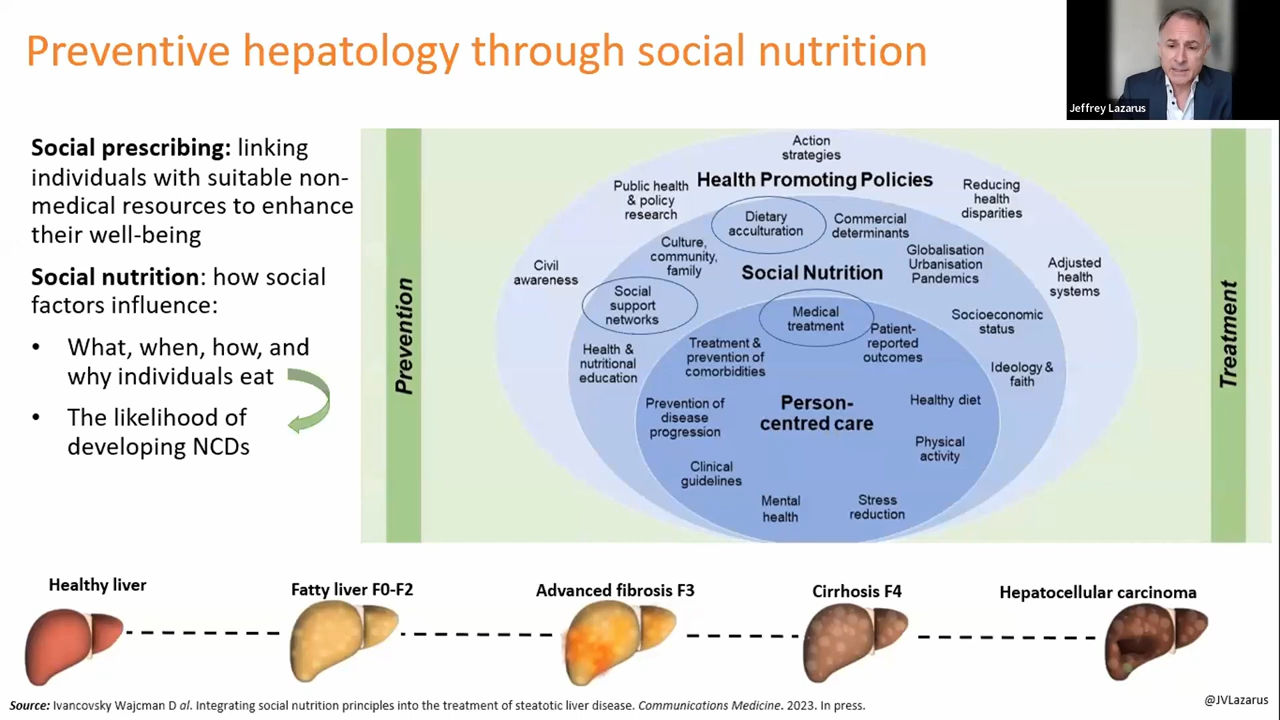 Preventive hepatology through social nutrition
Jeffrey Lazarus
Social prescribing: linking
individuals with suitable non-
medical resources to enhance
their well-being
Social nutrition: how social
factors influence:
• What, when, how, and
why individuals eat
• The likelihood of
developing NCDs
Prevention
Action
strategies
Health Promoting Policies
Public health
& policy
research
Reducing
health
disparities
Dietary
acculturation
Commercial
determinants
Culture,
community,
family
Globalisation
Urbanisation
Pandemics
Civil
awareness
Social Nutrition
Adjusted
health
systems
Social
support
networks
Medical
treatment
Socioeconomic
status
Patient-
reported
outcomes
Health &
nutritional
education
Treatment &
prevention of
comorbidities
Ideology &
faith
Prevention of
disease
progression
Person-
centred care
Healthy diet
Physical
activity
Clinical
guidelines
Mental
health
Stress
reduction
Treatment
Healthy liver
Fatty liver F0-F2
Advanced fibrosis F3
Cirrhosis F4
Hepatocellular carcinoma
Source: Ivancovsky Wajcman D al. Integrating social nutrition principles into the treatment of steatotic liver disease. Communications Medicine. 2023. In press.
@JVLazarus